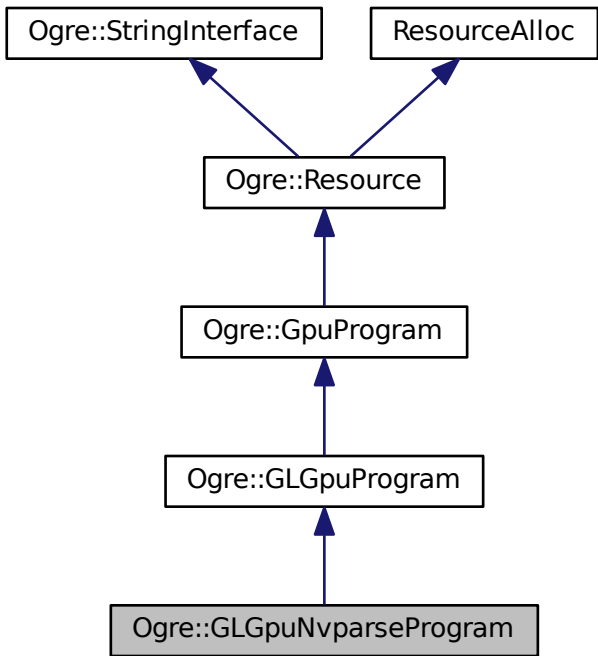 Ogre::StringInterface
ResourceAlloc
Ogre::Resource
Ogre::GpuProgram
Ogre::GLGpuProgram
Ogre::GLGpuNvparseProgram